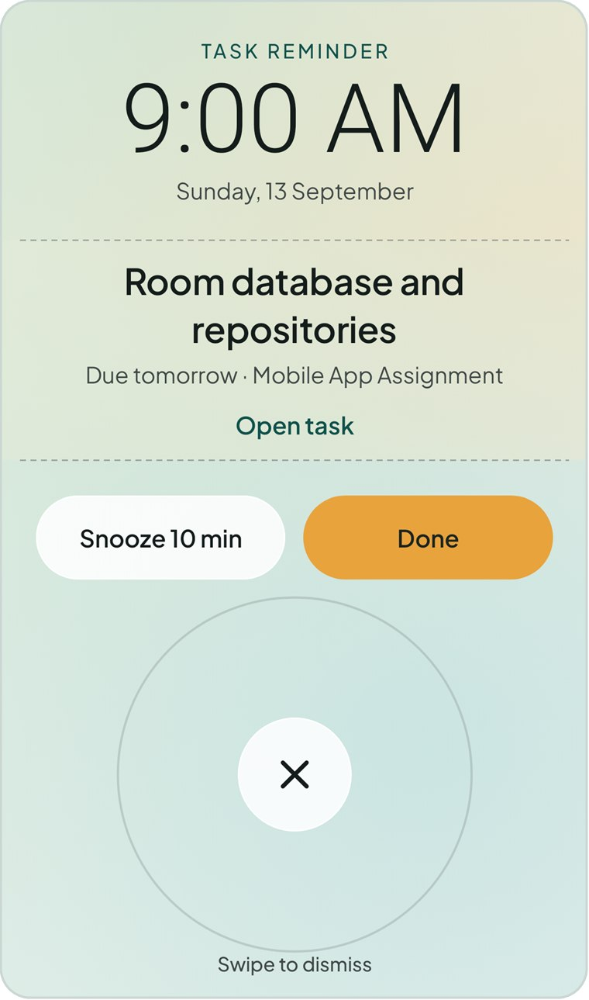 TASK REMINDER
9:00 AM
Sunday, 13 September
Room database and
repositories
Due tomorrow · Mobile App Assignment
Open task
Snooze 10 min
Done
Swipe to dismiss